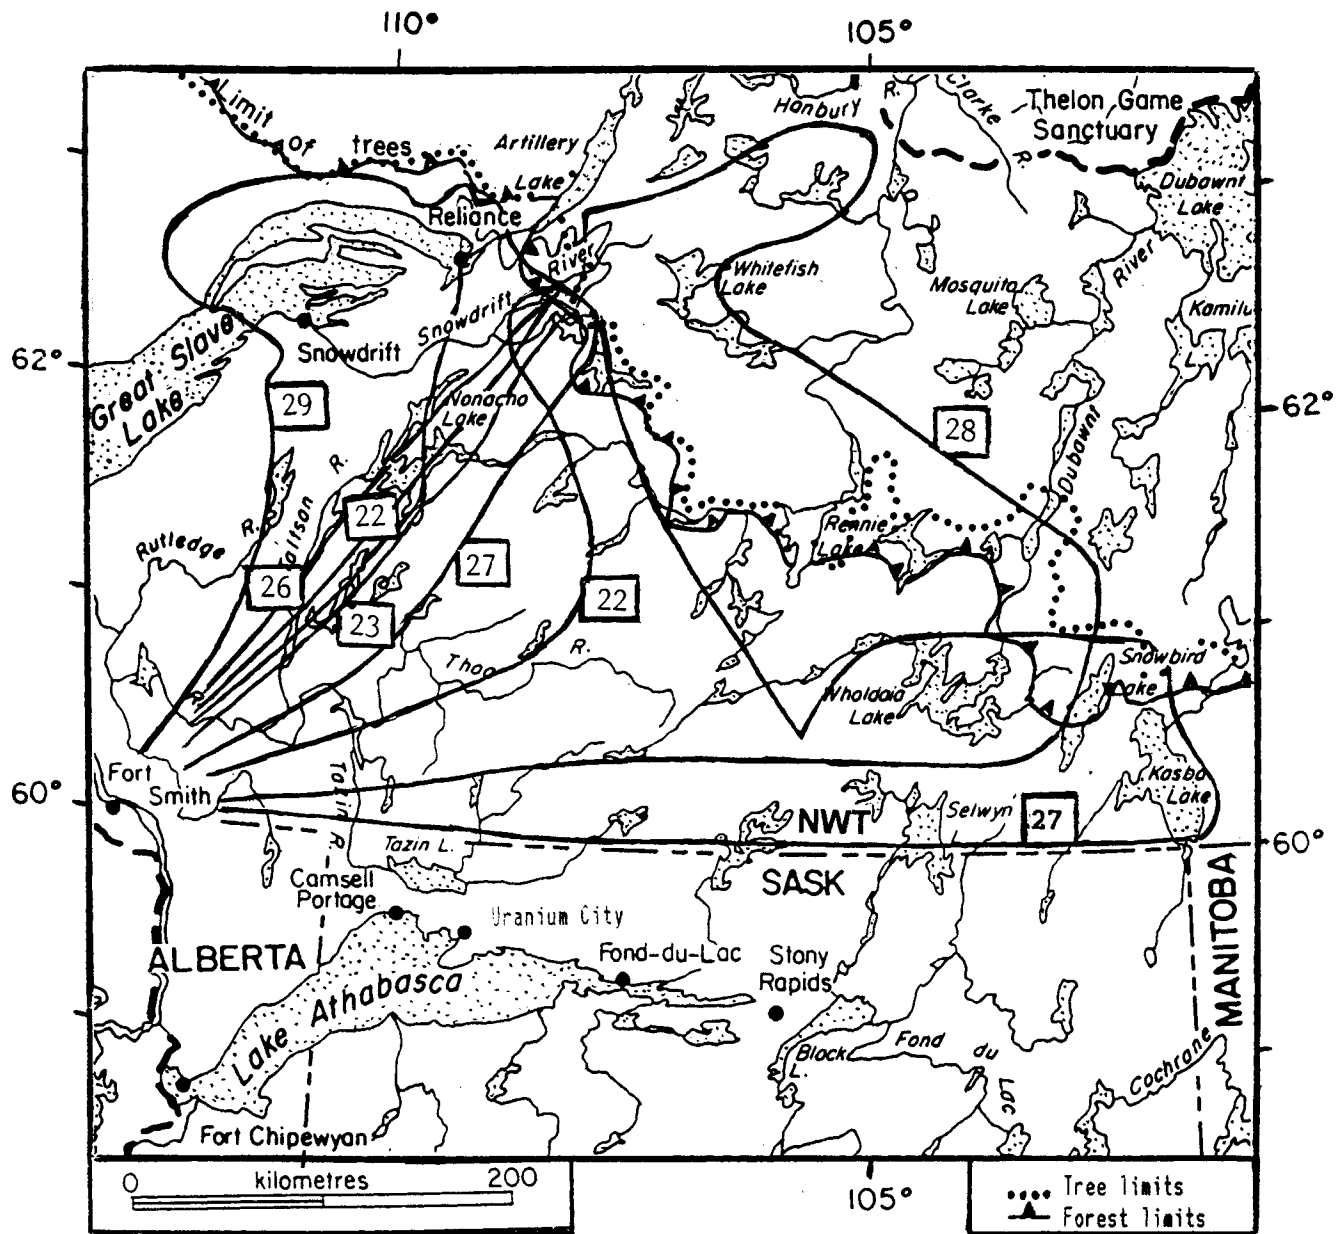 110°
105°
Limit
of
trees
Artillery
Lake
Hanbury
R.
Clarke
R.
Thelon Game
Sanctuary
Dubawnt
Lake
Reliance
River
Whitefish
Lake
Mosquito
Lake
River
Snowdrift
Kamilu
Great Slave
Lake
Snowdrift
62°
62°
29
Nonacho
Lake
28
Dubawnt
R.
22
Taltson
R.
Rutledge
Rennie
Lake
27
26
22
23
Thoa
R.
Snowbird
Lake
Wholdaia
Lake
Fort
Smith
60°
Tazin R.
Kasba
Lake
NWT
Selwyn
27
60°
Tazin L.
SASK
Camsell
Portage
Uranium City
MANITOBA
ALBERTA
Fond-du-Lac
Stony
Rapids
Lake Athabasca
Black
L.
Fond
du
Lac
Cochrane
Fort Chipewyan
0 kilometres 200
105°
Tree limits
Forest limits